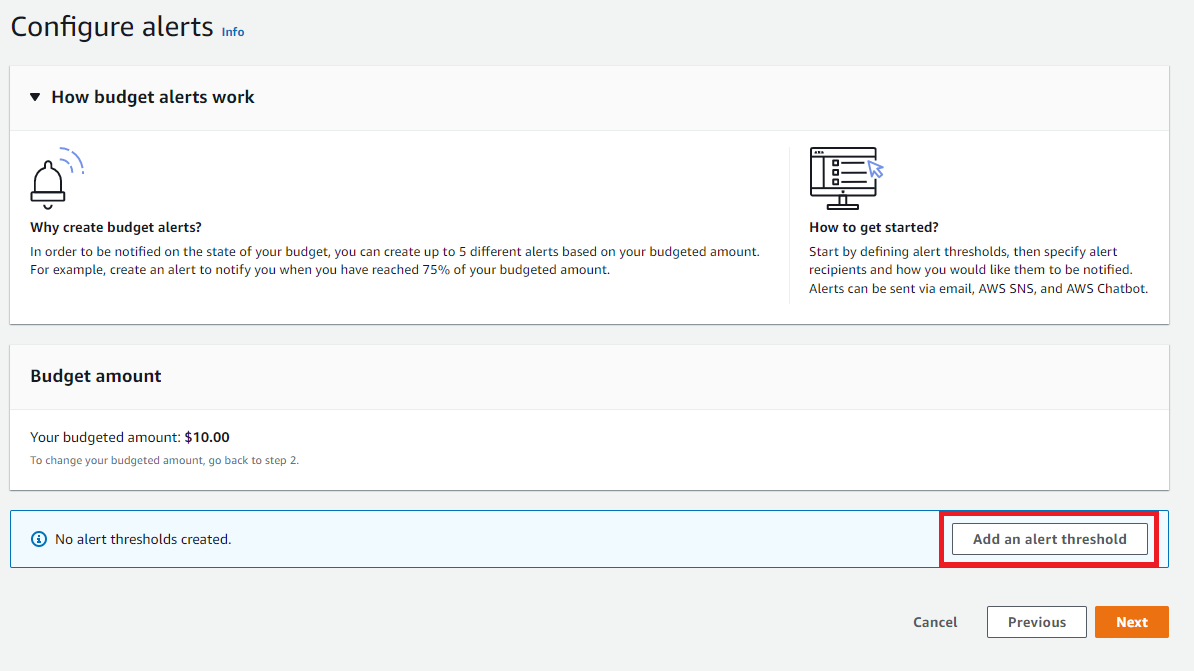 Configure alerts Info
How budget alerts work
Why create budget alerts?
In order to be notified on the state of your budget, you can create up to 5 different alerts based on your budgeted amount.
For example, create an alert to notify you when you have reached 75% of your budgeted amount.
How to get started?
Start by defining alert thresholds, then specify alert
recipients and how you would like them to be notified.
Alerts can be sent via email, AWS SNS, and AWS Chatbot.
Budget amount
Your budgeted amount: $10.00
To change your budgeted amount, go back to step 2.
No alert thresholds created.
Add an alert threshold
Cancel
Previous
Next